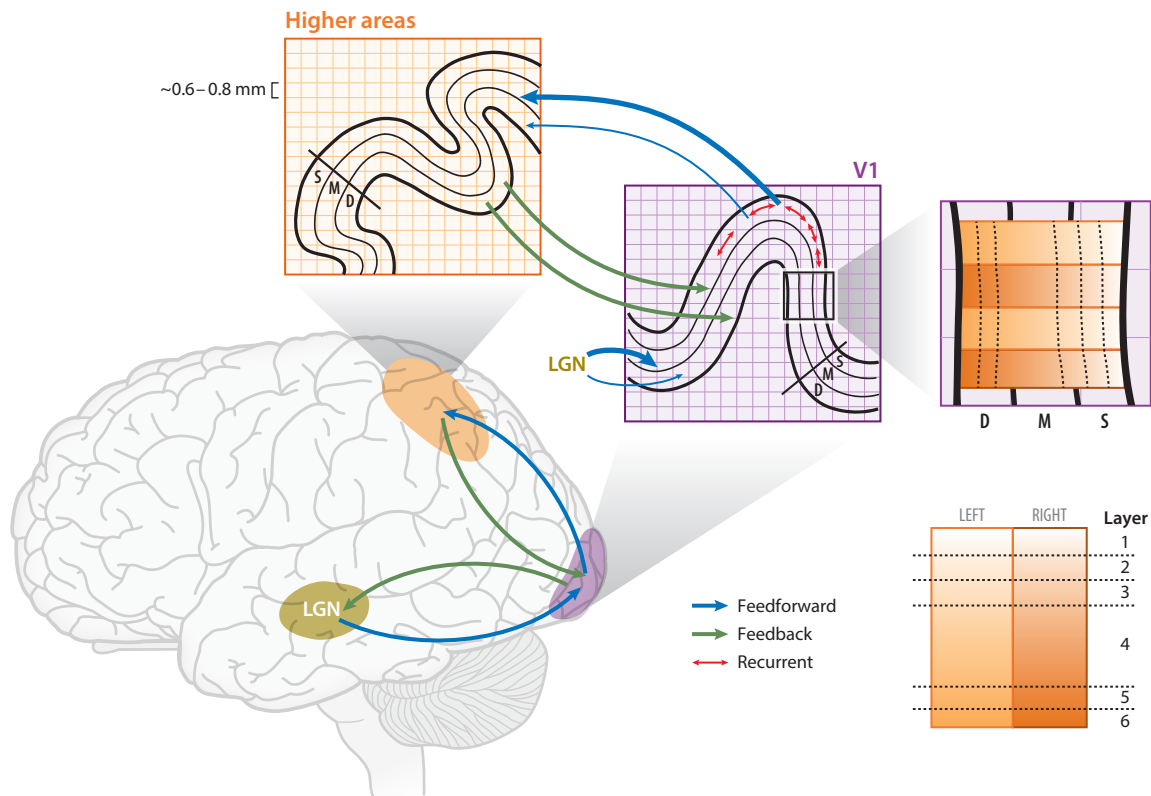 Higher areas
~0.6–0.8 mm
S
M
D
V1
LGN
S
M
D
D M S
LEFT RIGHT Layer
1
2
3
4
5
6
LGN
Feedforward
Feedback
Recurrent